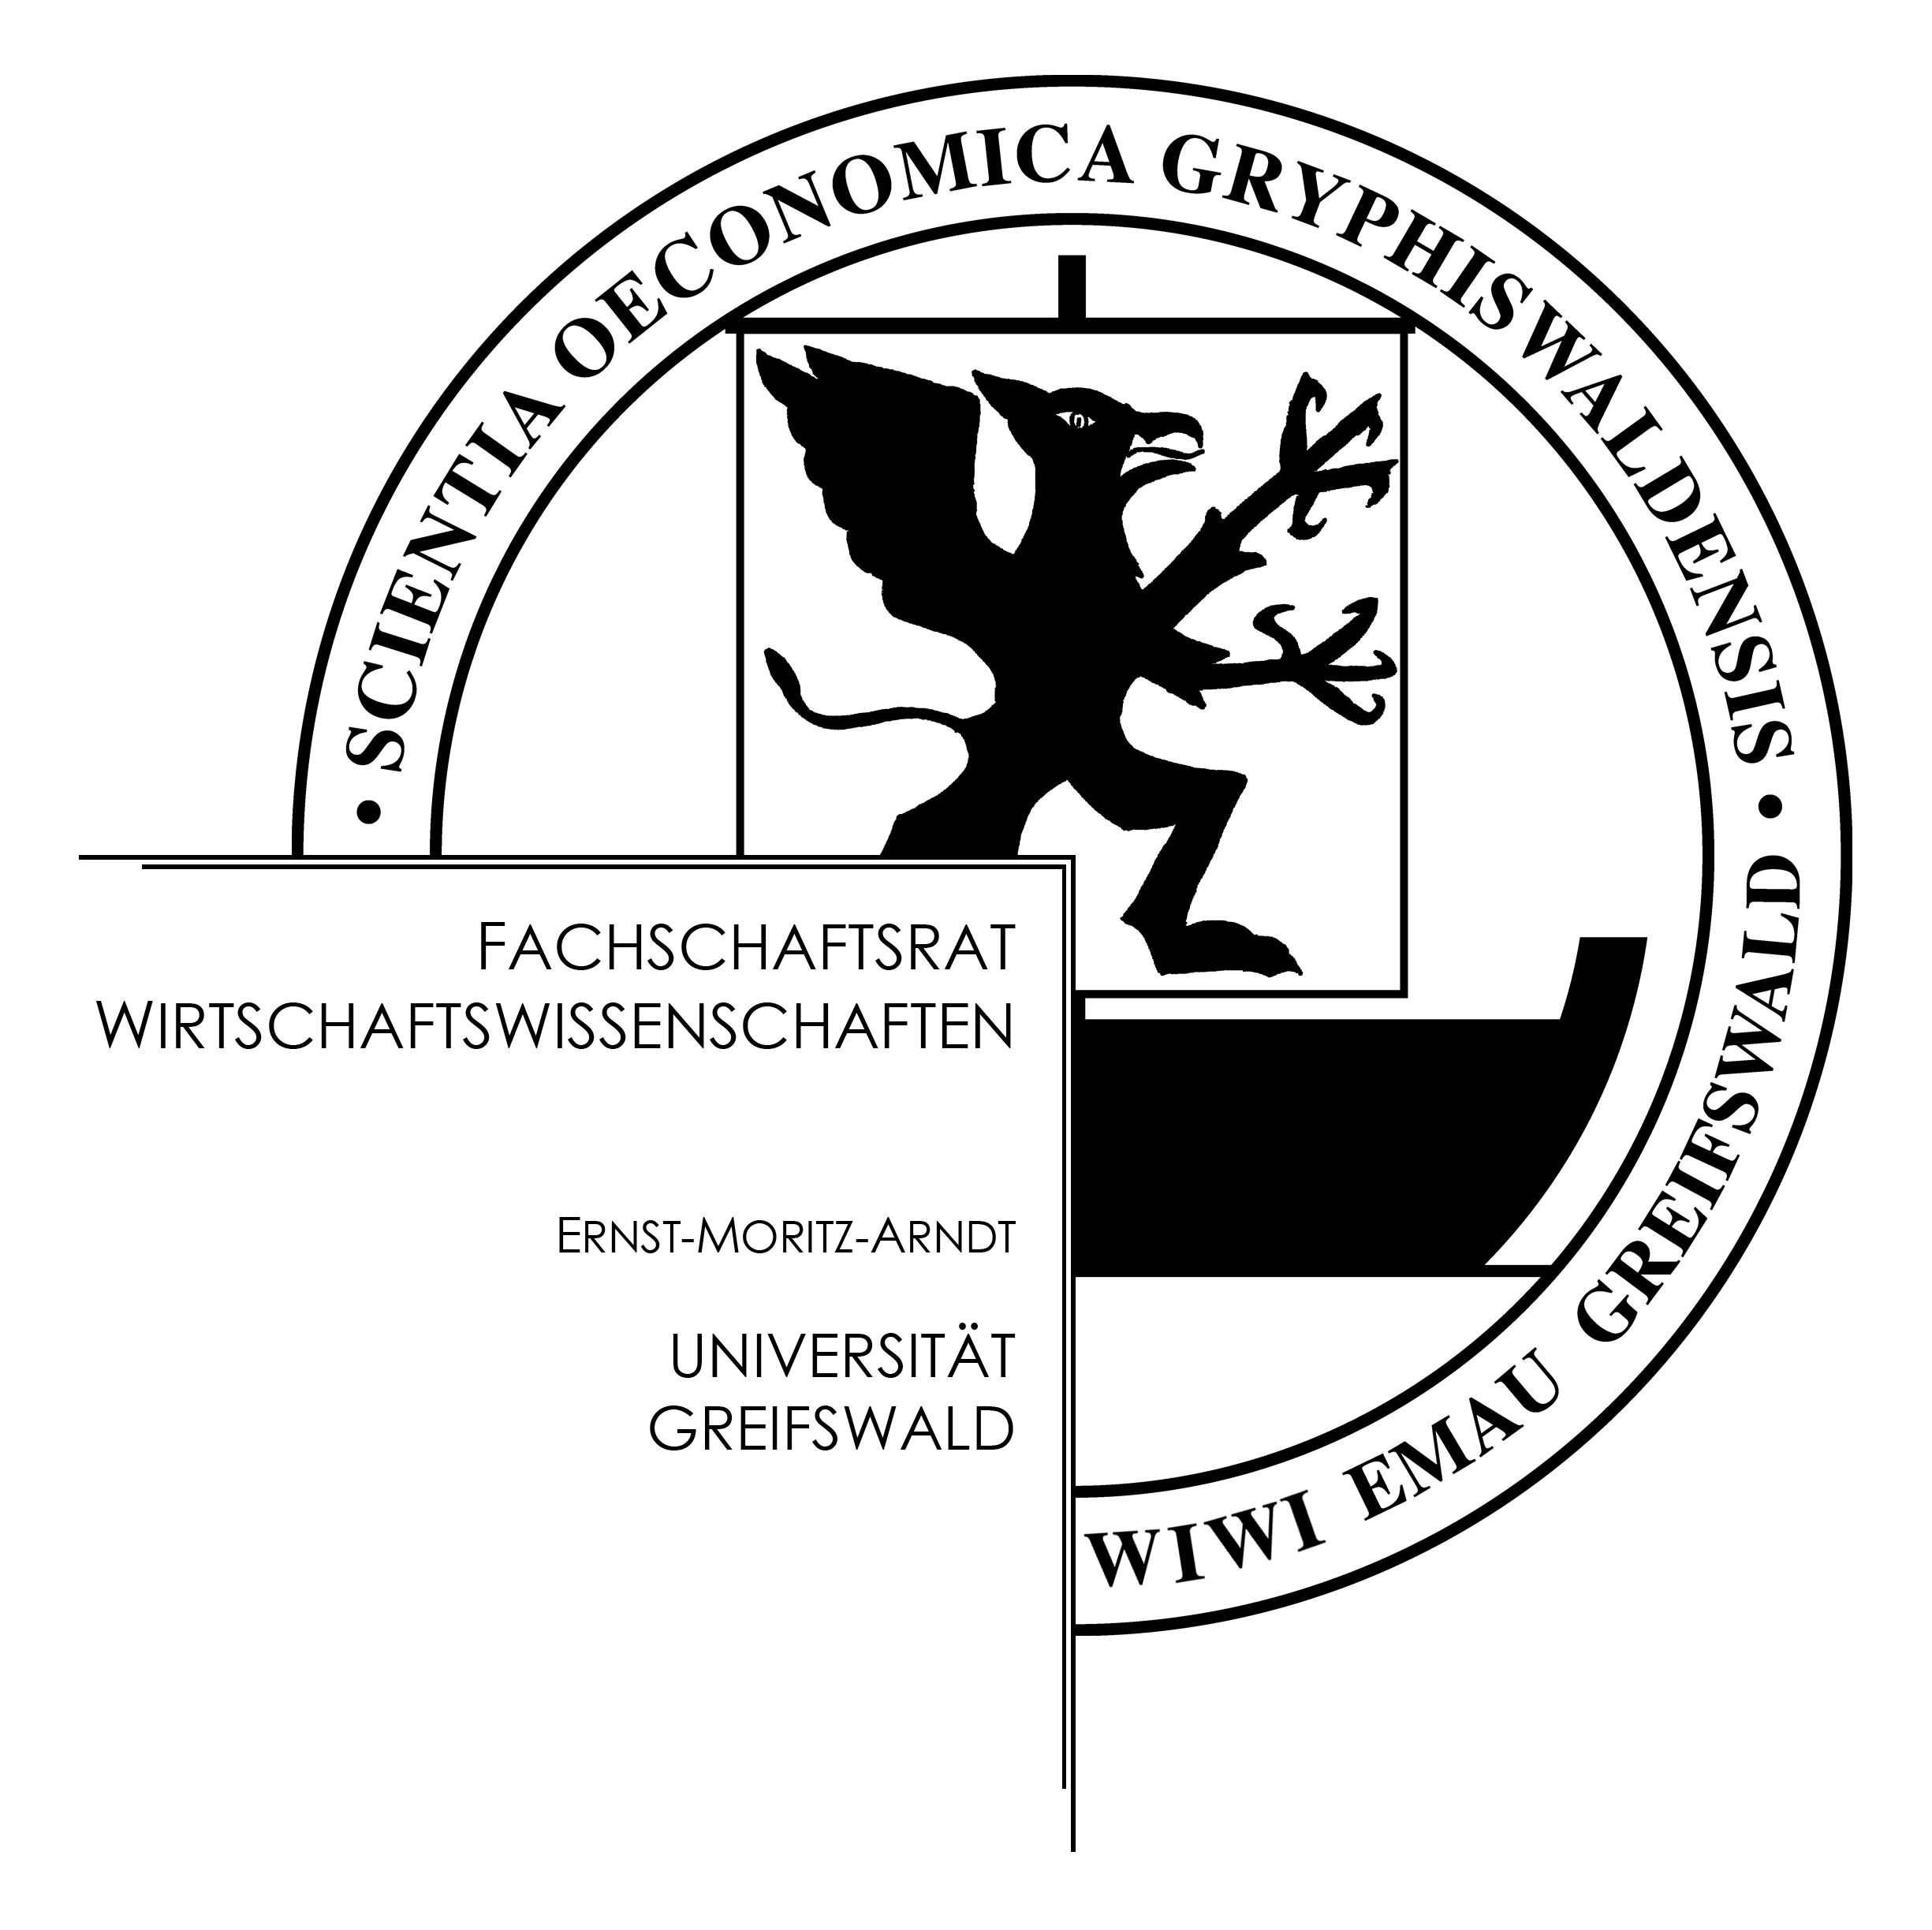 • SCIENTIA OECONOMICA GRYPHISWALDENSIS •
WIWI EMAU GREIFSWALD
FACHSCHAFTSRAT
WIRTSCHAFTSWISSENSCHAFTEN
ERNST-MORITZ-ARNDT
UNIVERSITÄT
GREIFSWALD